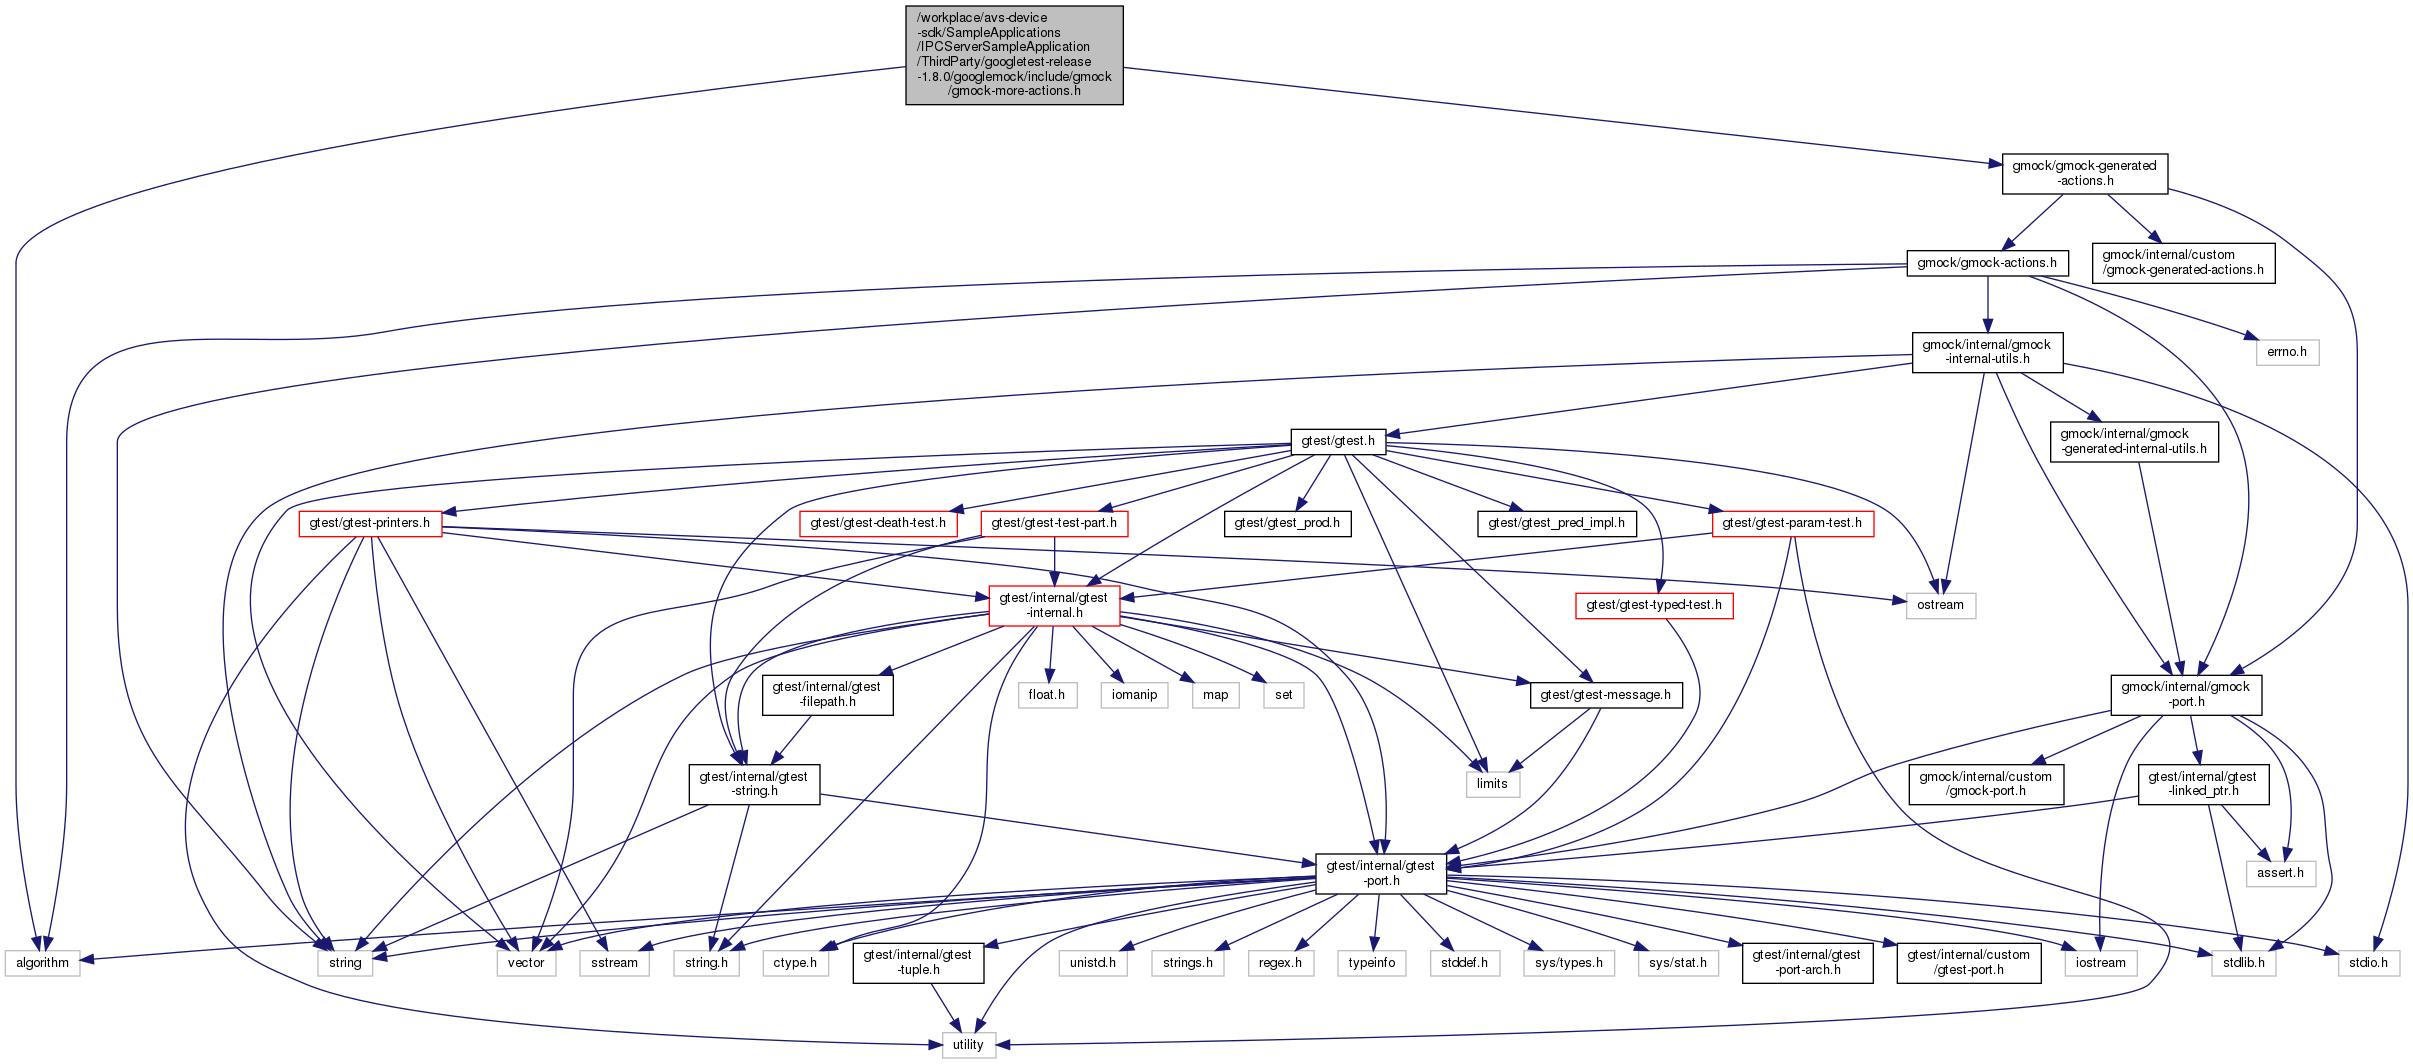 /workplace/avs-device
-sdk/SampleApplications
/IPCServerSampleApplication
/ThirdParty/googletest-release
-1.8.0/googlemock/include/gmock
/gmock-more-actions.h
gmock/gmock-generated
-actions.h
gmock/gmock-actions.h
gmock/internal/custom
/gmock-generated-actions.h
gmock/internal/gmock
-internal-utils.h
errno.h
gtest/gtest.h
gmock/internal/gmock
-generated-internal-utils.h
gtest/gtest-printers.h
gtest/gtest-death-test.h
gtest/gtest-test-part.h
gtest/gtest_prod.h
gtest/gtest_pred_impl.h
gtest/gtest-param-test.h
gtest/internal/gtest
-internal.h
gtest/gtest-typed-test.h
ostream
gtest/internal/gtest
-filepath.h
float.h
iomanip
map
set
gtest/gtest-message.h
gmock/internal/gmock
-port.h
gtest/internal/gtest
-string.h
limits
gmock/internal/custom
/gmock-port.h
gtest/internal/gtest
-linked_ptr.h
gtest/internal/gtest
-port.h
assert.h
algorithm
string
vector
sstream
string.h
ctype.h
gtest/internal/gtest
-tuple.h
unistd.h
strings.h
regex.h
typeinfo
stddef.h
sys/types.h
sys/stat.h
gtest/internal/gtest
-port-arch.h
gtest/internal/custom
/gtest-port.h
iostream
stdlib.h
stdio.h
utility